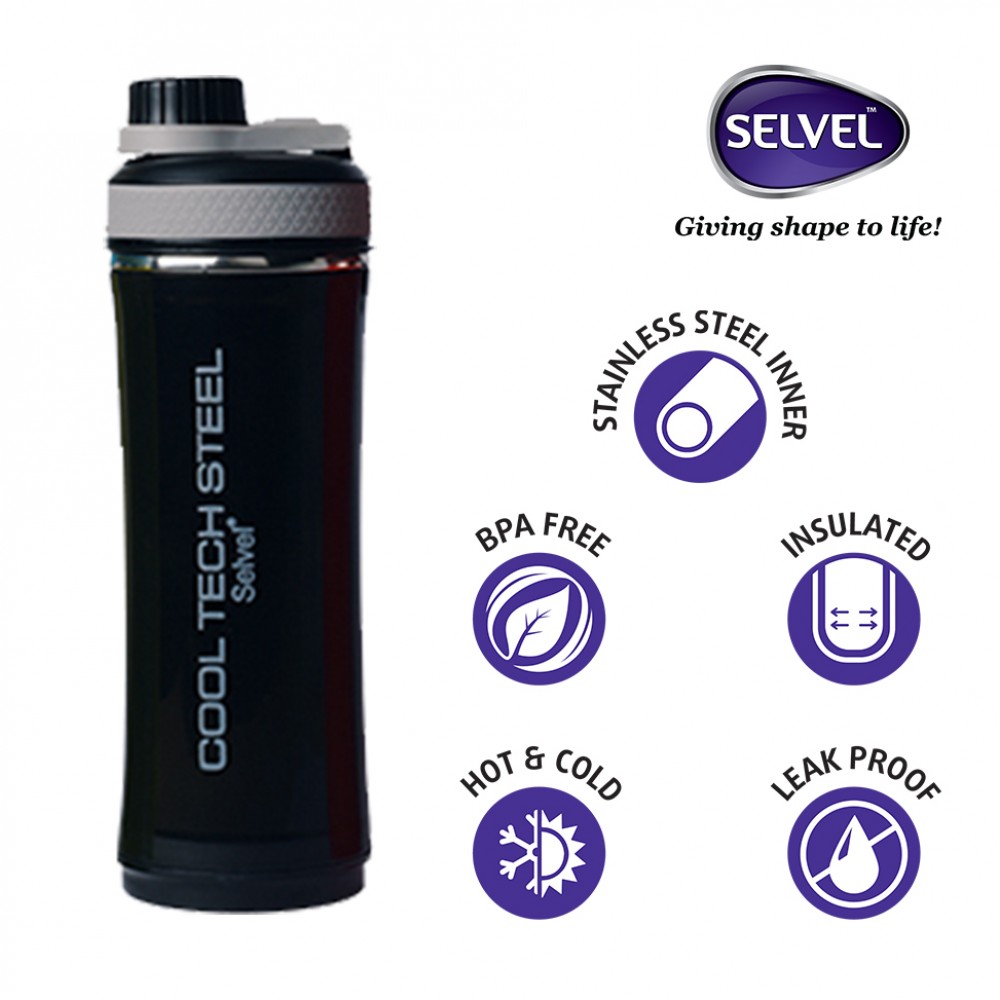 SELVEL™
Giving shape to life!
STAINLESS STEEL INNER
BPA FREE
INSULATED
HOT & COLD
LEAK PROOF
COOL TECH STEEL
Selvel®